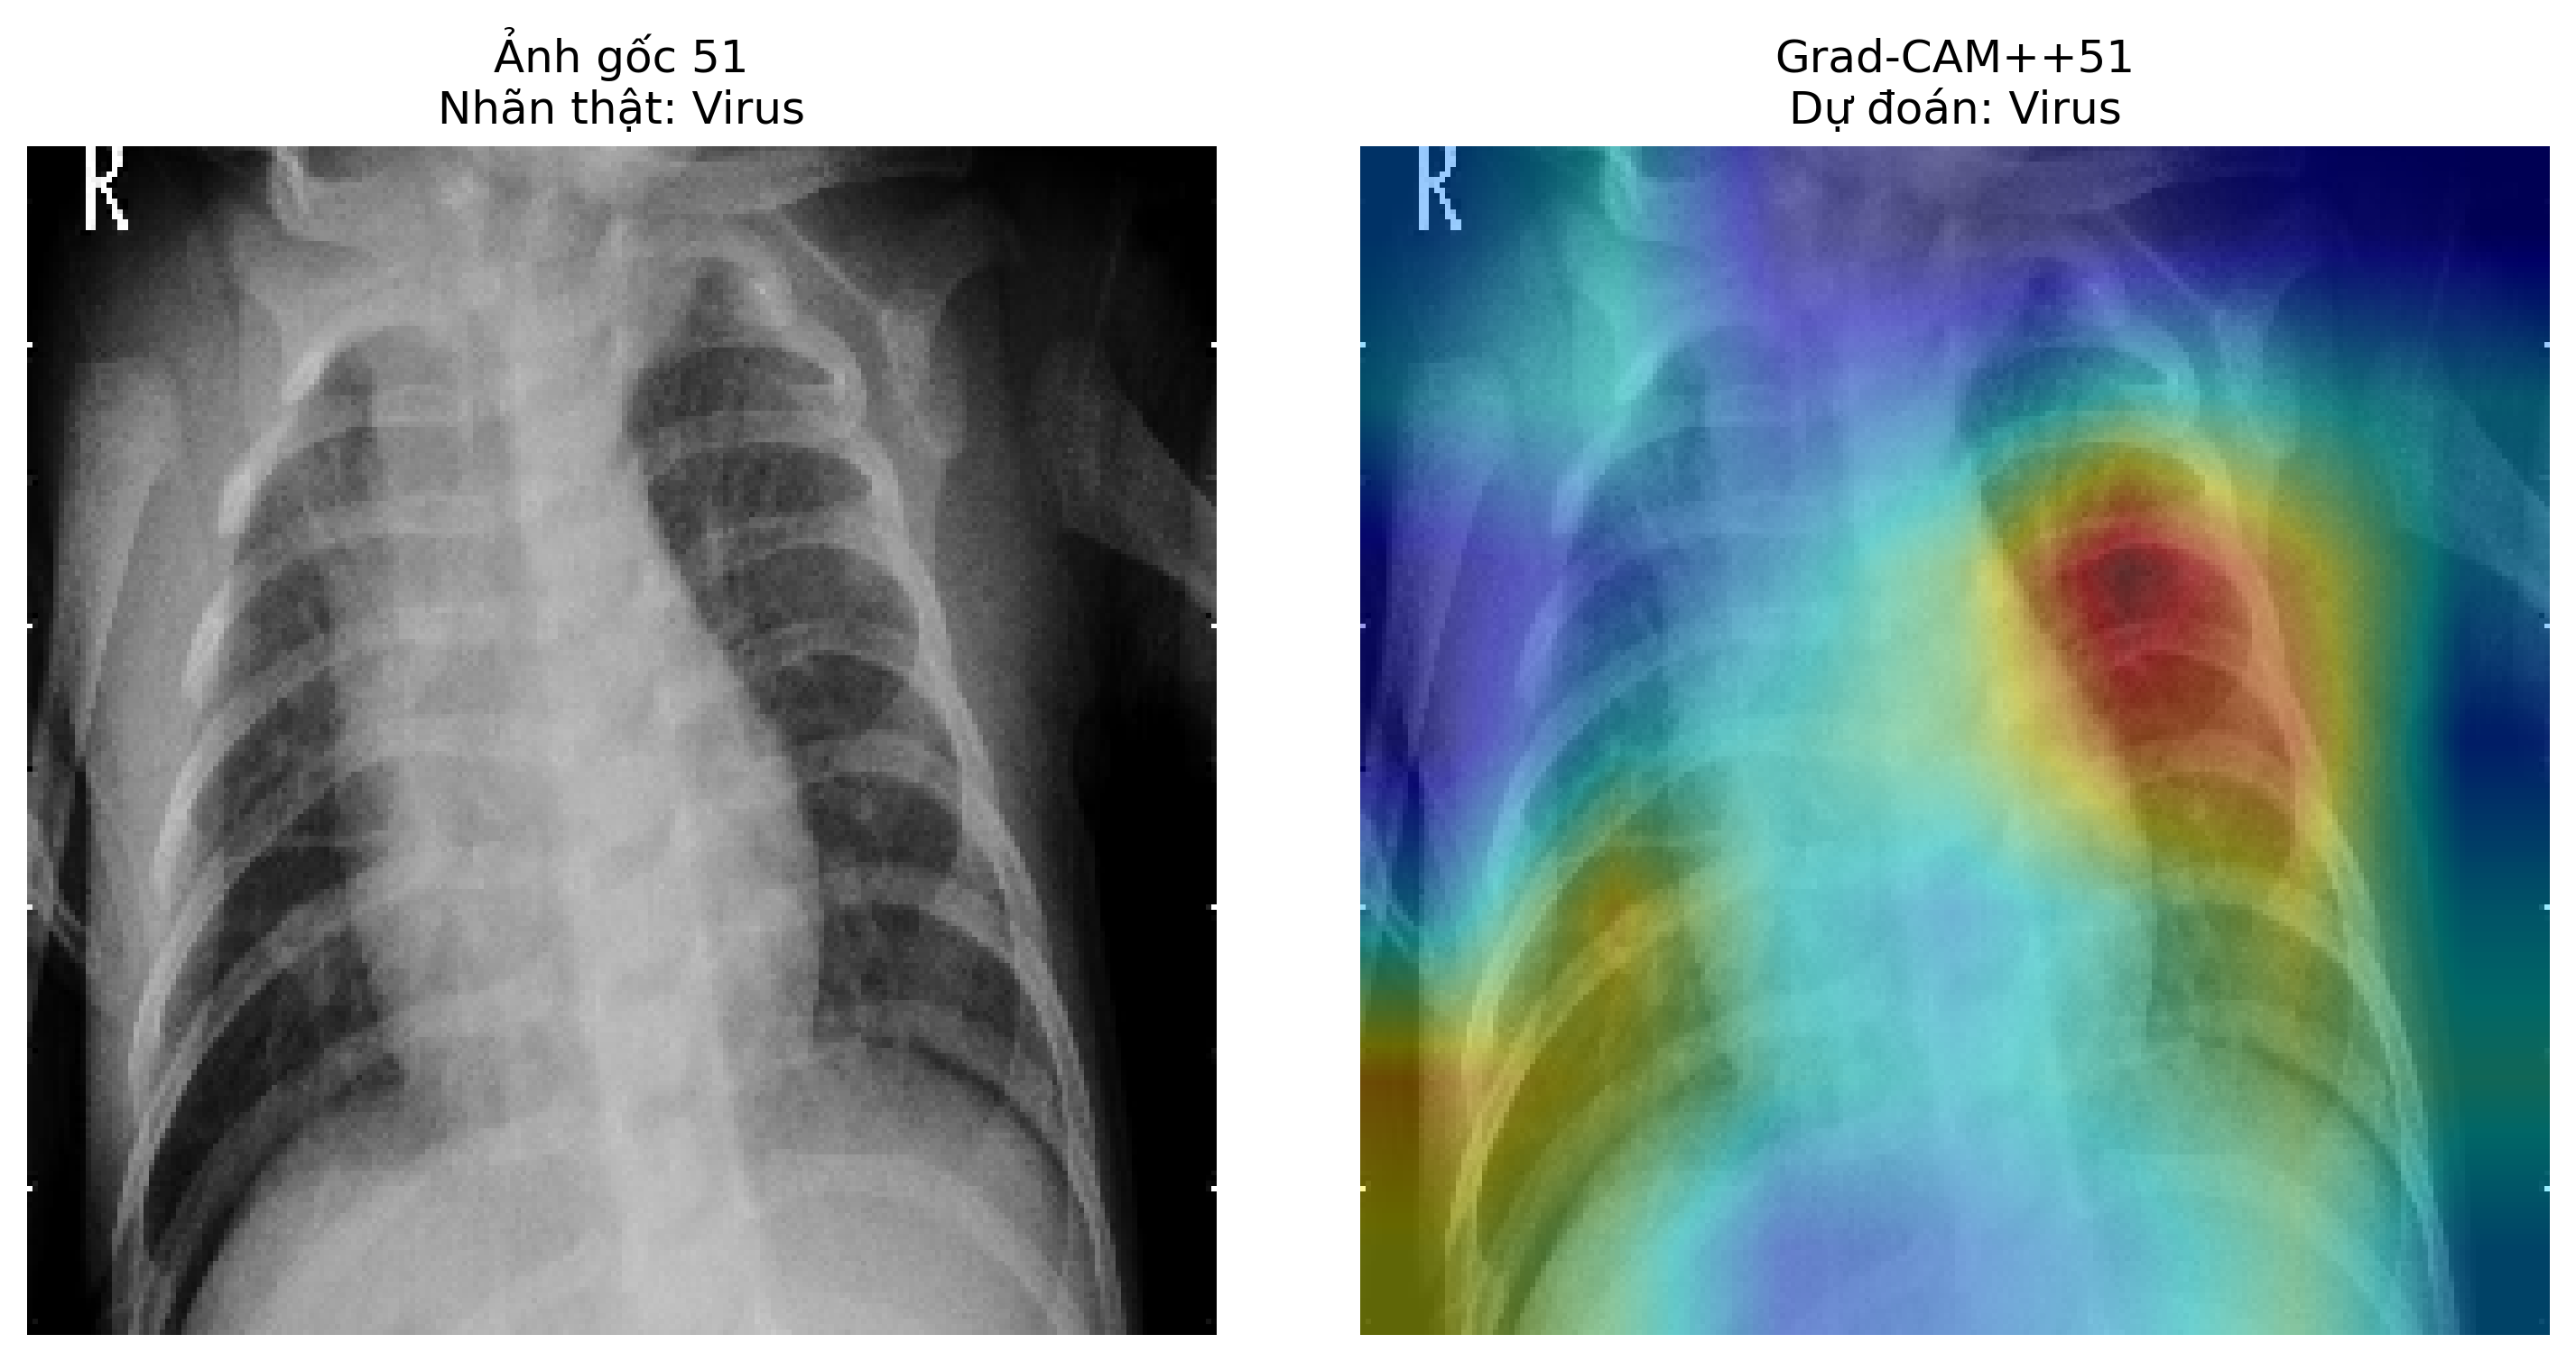 Ảnh gốc 51
Nhãn thật: Virus
Grad-CAM++51
Dự đoán: Virus
R
R